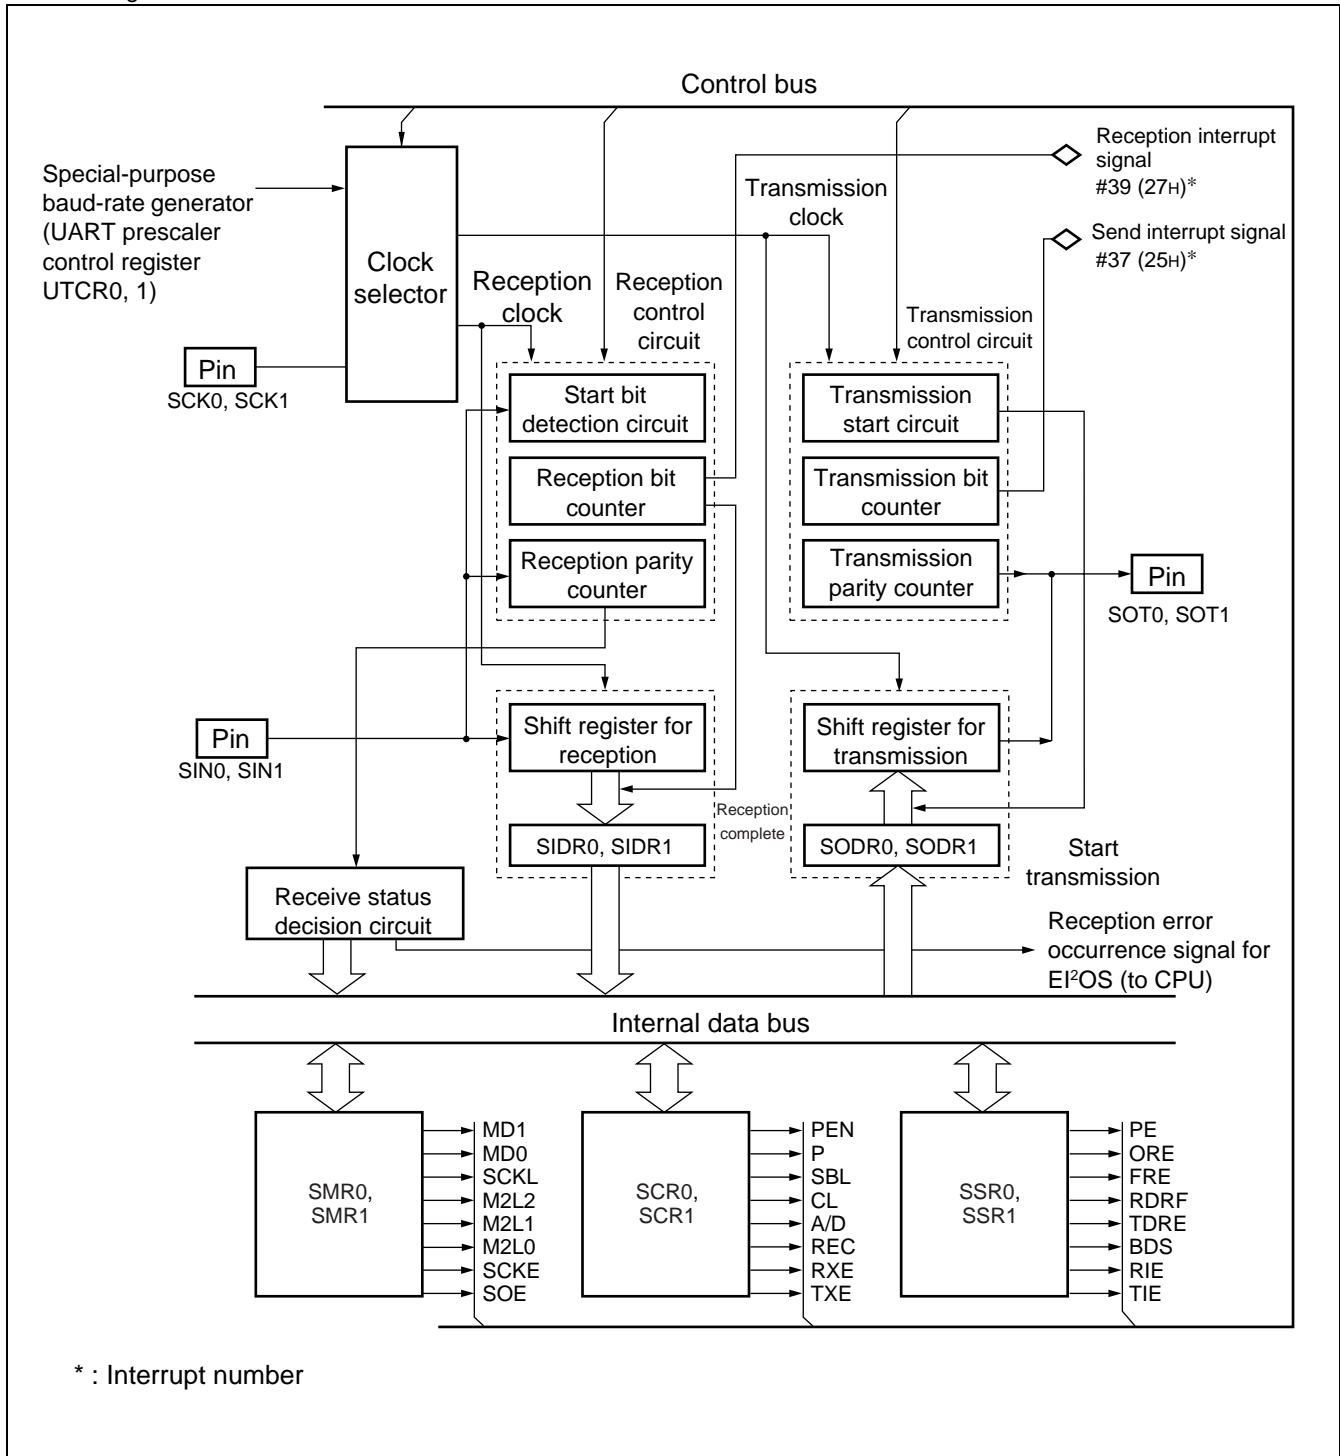 Control bus
Reception interrupt
signal
#39 (27H)*
Send interrupt signal
#37 (25H)*
Special-purpose
baud-rate generator
(UART prescaler
control register
UTCR0, 1)
Clock
selector
Transmission
clock
Reception
clock
Reception
control
circuit
Transmission
control circuit
Pin
SCK0, SCK1
Start bit
detection circuit
Transmission
start circuit
Reception bit
counter
Transmission bit
counter
Reception parity
counter
Transmission
parity counter
Pin
SOT0, SOT1
Pin
SIN0, SIN1
Shift register for
reception
Shift register for
transmission
Reception
complete
SIDR0, SIDR1
SODR0, SODR1
Start
transmission
Receive status
decision circuit
Reception error
occurrence signal for
EI²OS (to CPU)
Internal data bus
SMR0,
SMR1
MD1
MD0
SCKL
M2L2
M2L1
M2L0
SCKE
SOE
SCR0,
SCR1
PEN
P
SBL
CL
A/D
REC
RXE
TXE
SSR0,
SSR1
PE
ORE
FRE
RDRF
TDRE
BDS
RIE
TIE
* : Interrupt number